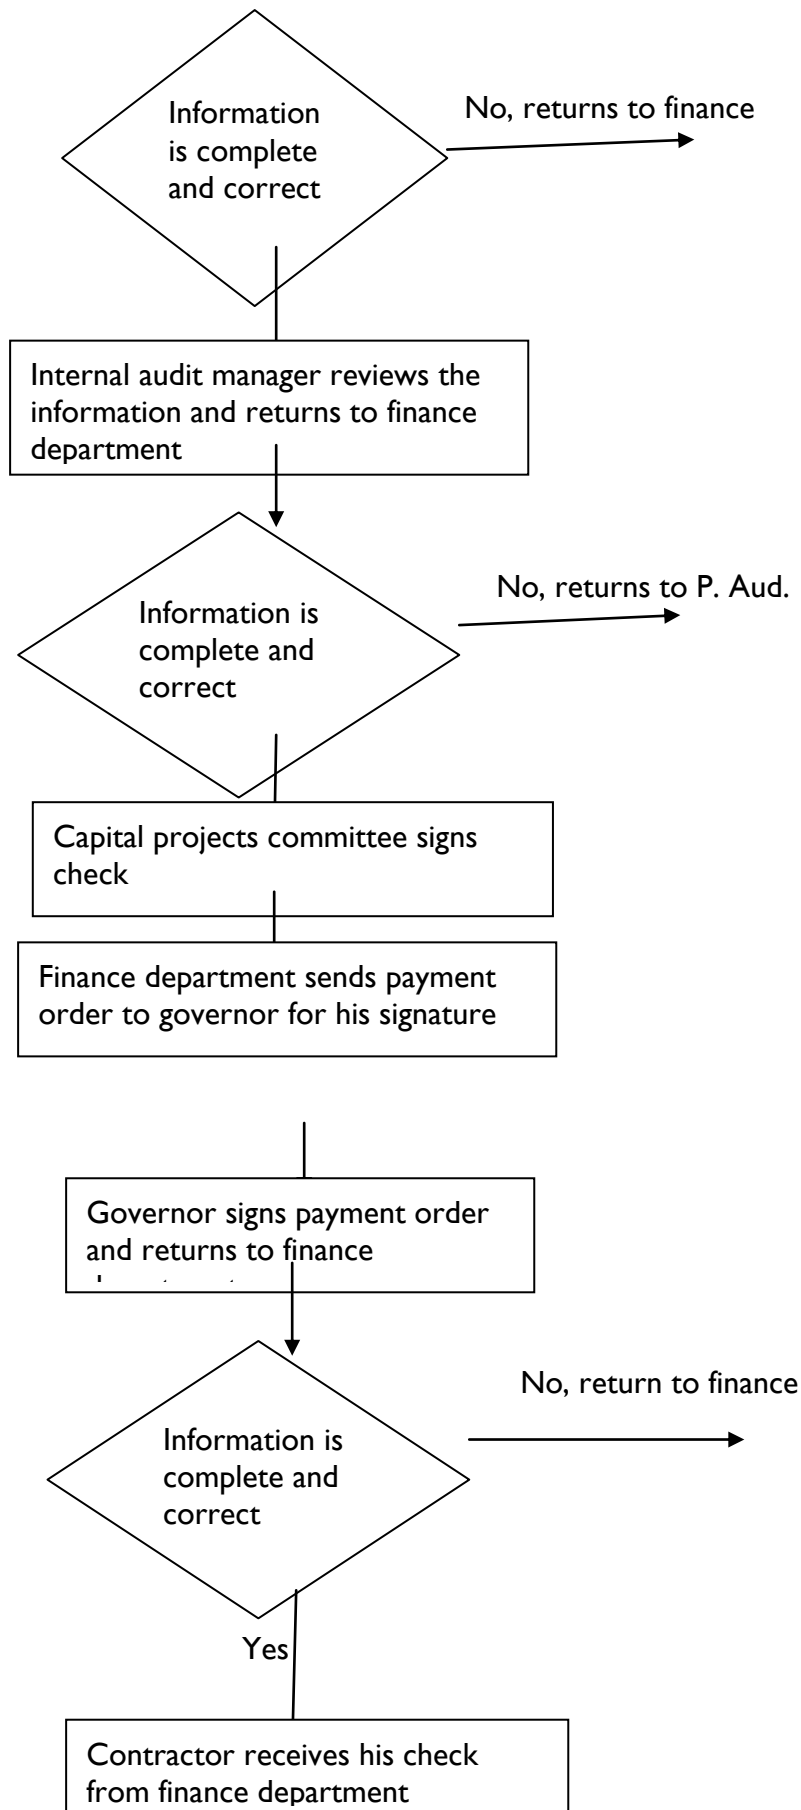 Information
is complete
and correct
No, returns to finance
Internal audit manager reviews the
information and returns to finance
department
Information is
complete and
correct
No, returns to P. Aud.
Capital projects committee signs
check
Finance department sends payment
order to governor for his signature
Governor signs payment order
and returns to finance
Information is
complete and
correct
No, return to finance
Yes
Contractor receives his check
from finance department